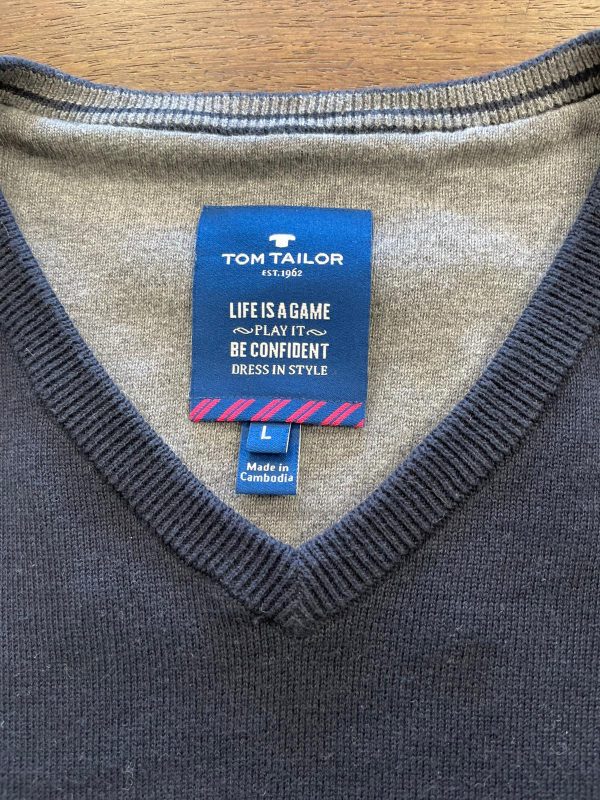 TOM TAILOR
EST.1962
LIFE IS A GAME
PLAY IT
BE CONFIDENT
DRESS IN STYLE
L
Made in
Cambodia